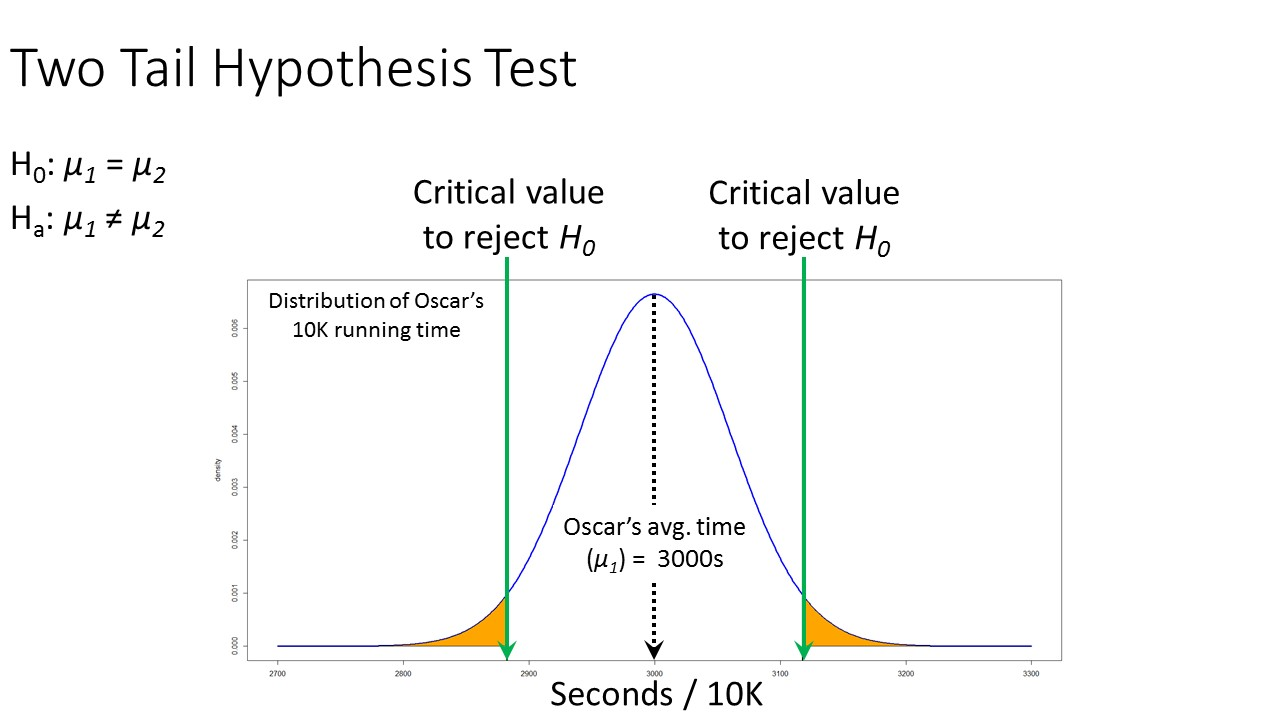 Two Tail Hypothesis Test
H0: μ1 = μ2
Ha: μ1 ≠ μ2
Critical value
to reject H0
Critical value
to reject H0
Distribution of Oscar’s
10K running time
0.006
0.005
0.004
0.003
0.002
0.001
0.000
density
Oscar’s avg. time
(μ1) = 3000s
2700 2800 2900 3000 3100 3200 3300
Seconds / 10K